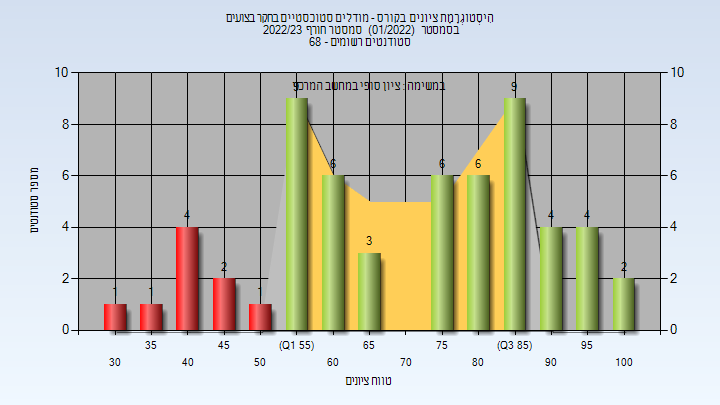 הִיסְטוֹגְרַמַת ציונים בקורס - מודלים סטוכסטיים בחקר בצועים
בסמסטר (01/2022) סמסטר חורף 2022/23
סטודנטים רשומים - 68
במשימה : ציון סופי במחשב המרכזי
מספר סטודנטים
10 10
8 8
6 6
4 4
2 2
0 0
1 1 4 2 1 9 6 3 6 6 9 4 4 2
35 45 (Q1 55) 65 75 (Q3 85) 95
30 40 50 60 70 80 90 100
טווח ציונים